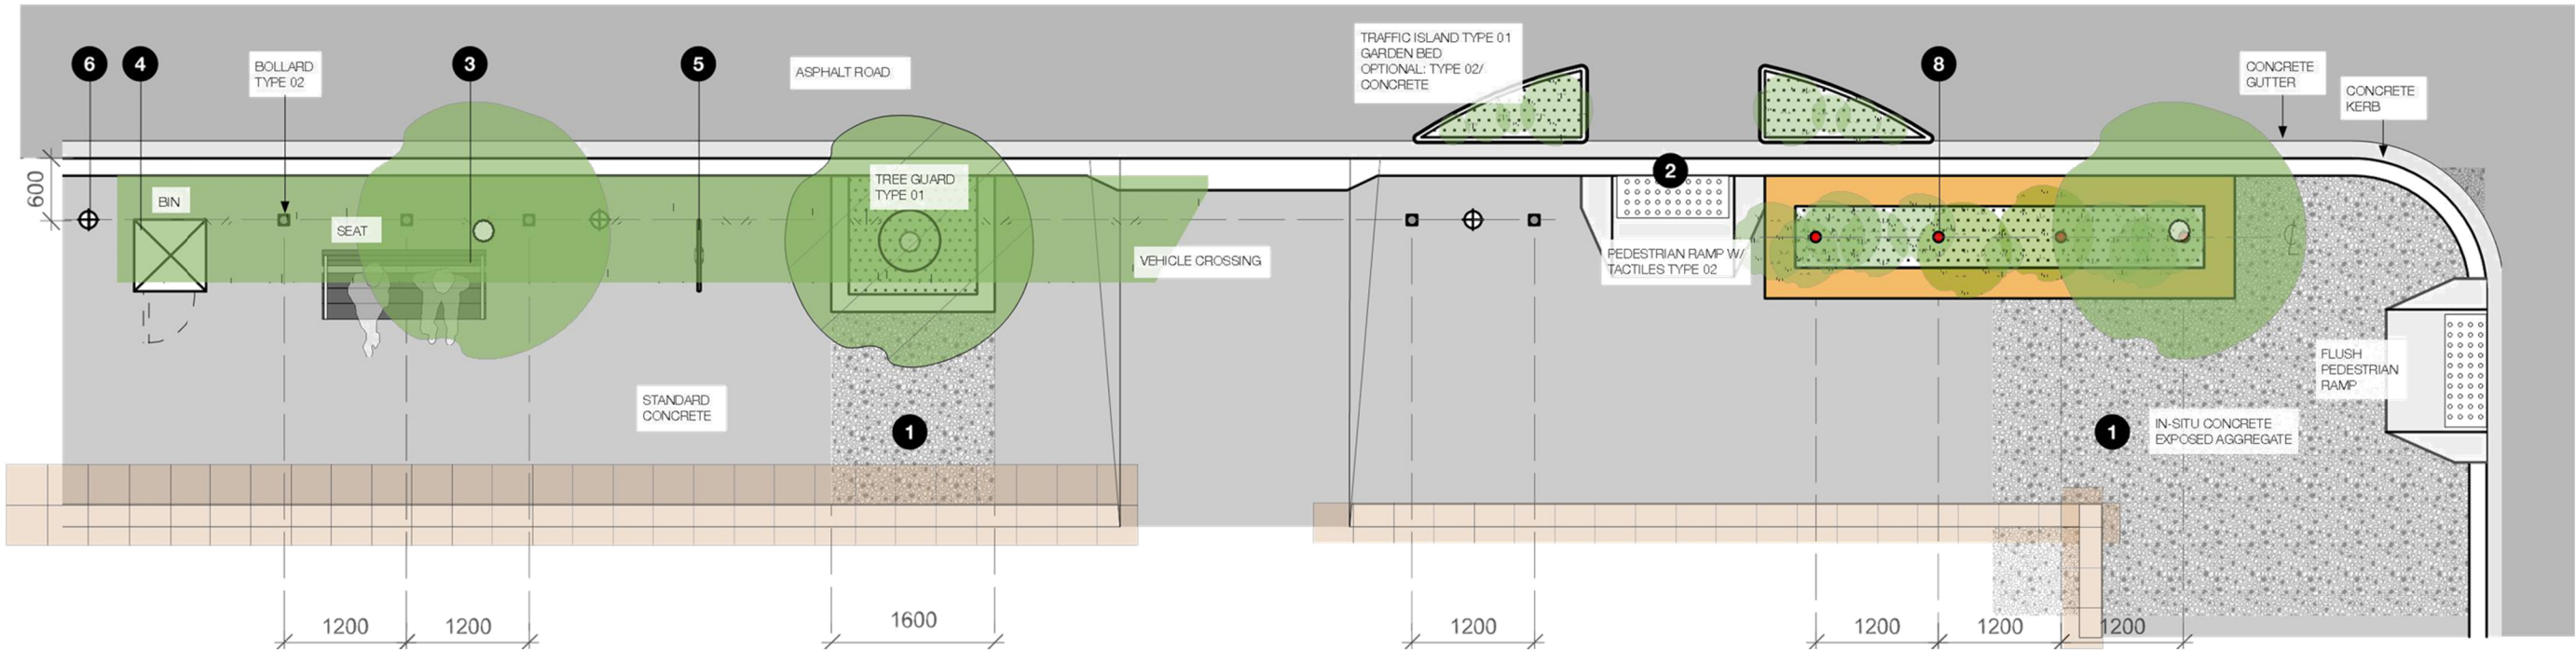 6
4
BOLLARD
TYPE 02
3
5
ASPHALT ROAD
TRAFFIC ISLAND TYPE 01
GARDEN BED
OPTIONAL: TYPE 02/
CONCRETE
8
CONCRETE
GUTTER
CONCRETE
KERB
600
BIN
SEAT
TREE GUARD
TYPE 01
VEHICLE CROSSING
2
PEDESTRIAN RAMP W/
TACTILES TYPE 02
STANDARD
CONCRETE
1
FLUSH
PEDESTRIAN
RAMP
1
IN-SITU CONCRETE
EXPOSED AGGREGATE
1200
1200
1600
1200
1200
1200
1200